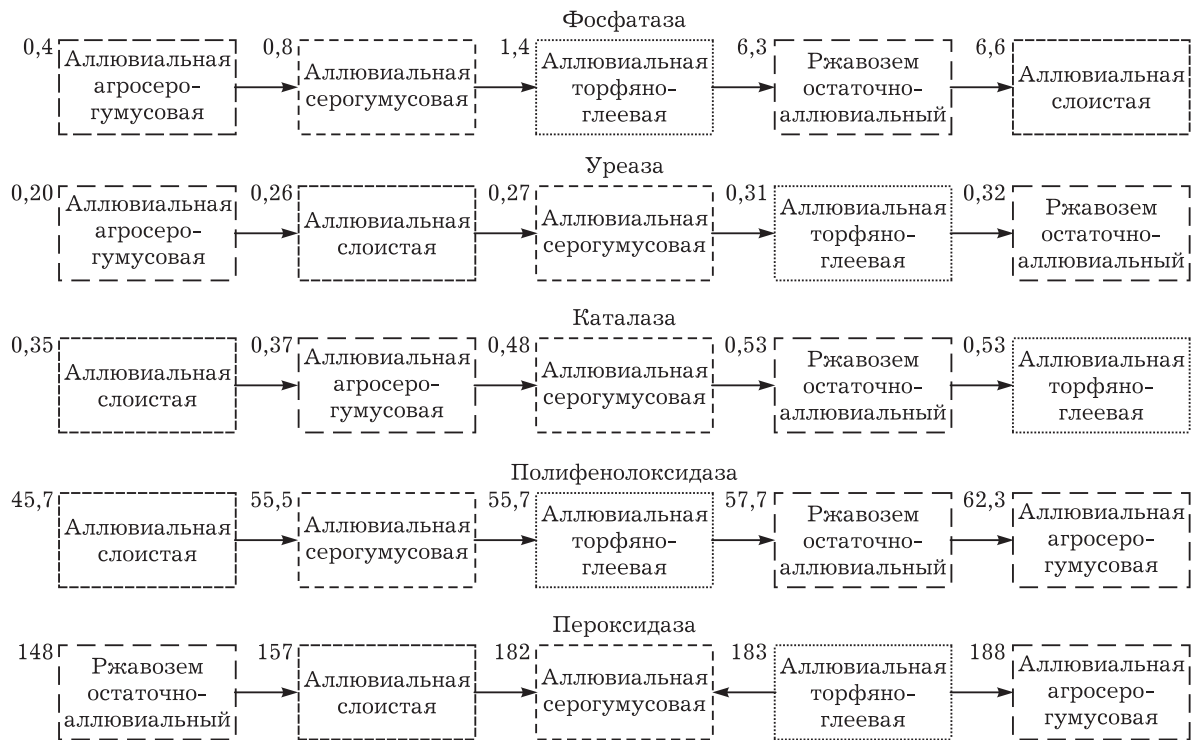 Фосфатаза
0,4
Аллювиальная
агросеро-
гумусовая
0,8
Аллювиальная
серогумусовая
1,4
Аллювиальная
торфяно-
глеевая
6,3
Ржавозем
остаточно-
аллювиальный
6,6
Аллювиальная
слоистая
Уреаза
0,20
Аллювиальная
агросеро-
гумусовая
0,26
Аллювиальная
слоистая
0,27
Аллювиальная
серогумусовая
0,31
Аллювиальная
торфяно-
глеевая
0,32
Ржавозем
остаточно-
аллювиальный
Каталаза
0,35
Аллювиальная
слоистая
0,37
Аллювиальная
агросеро-
гумусовая
0,48
Аллювиальная
серогумусовая
0,53
Ржавозем
остаточно-
аллювиальный
0,53
Аллювиальная
торфяно-
глеевая
Полифенолоксидаза
45,7
Аллювиальная
слоистая
55,5
Аллювиальная
серогумусовая
55,7
Аллювиальная
торфяно-
глеевая
57,7
Ржавозем
остаточно-
аллювиальный
62,3
Аллювиальная
агросеро-
гумусовая
Пероксидаза
148
Ржавозем
остаточно-
аллювиальный
157
Аллювиальная
слоистая
182
Аллювиальная
серогумусовая
183
Аллювиальная
торфяно-
глеевая
188
Аллювиальная
агросеро-
гумусовая